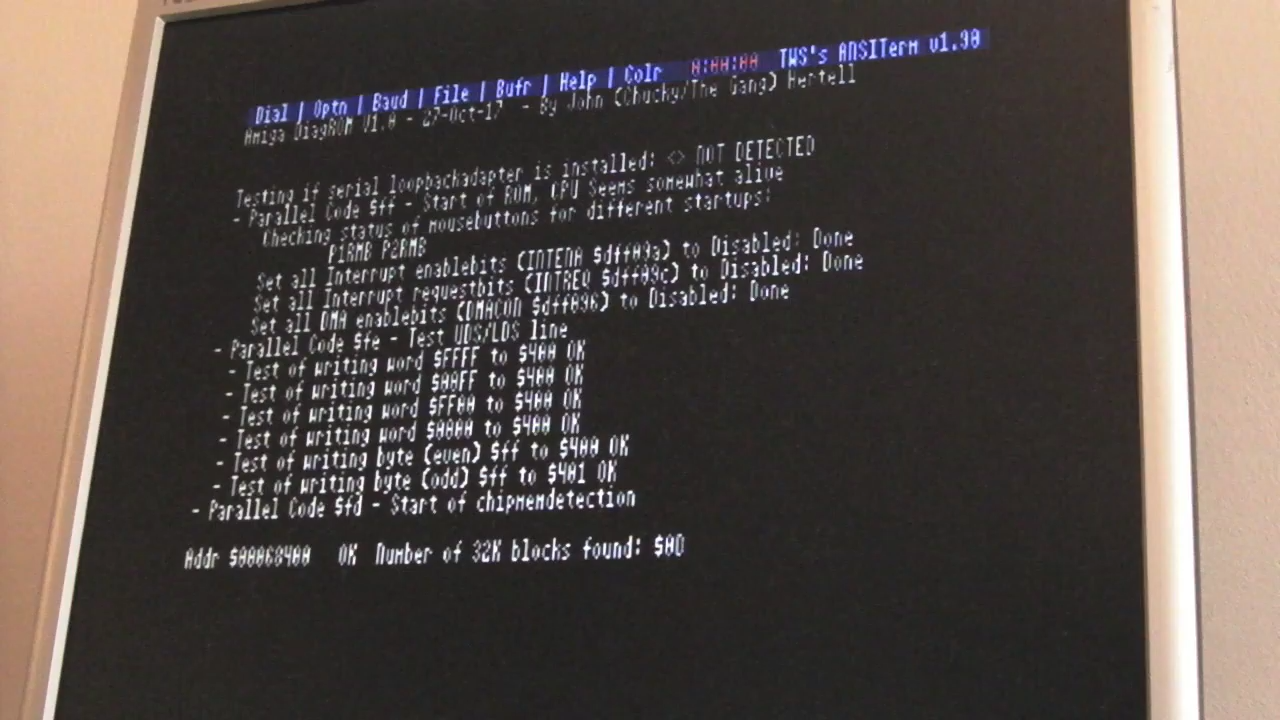 Dial | Optn | Baud | File | Bufr | Help | Colr 0:00:00 TWS's ANSITerm v1.90
Amiga DiagROM V1.0 - 27-Oct-17 - By John (Chucky/The Gang) Hertell
Testing if serial loopbackadapter is installed: <> NOT DETECTED
- Parallel Code $ff - Start of ROM, CPU Seems somewhat alive
Checking status of mousebuttons for different startups:
P1RMB P2RMB
Set all Interrupt enablebits (INTENA $dff09a) to Disabled: Done
Set all Interrupt requestbits (INTREQ $dff09c) to Disabled: Done
Set all DMA enablebits (DMACON $dff096) to Disabled: Done
- Parallel Code $fe - Test UDS/LDS line
- Test of writing word $FFFF to $400 OK
- Test of writing word $00FF to $400 OK
- Test of writing word $FF00 to $400 OK
- Test of writing word $0000 to $400 OK
- Test of writing byte (even) $ff to $400 OK
- Test of writing byte (odd) $ff to $401 OK
- Parallel Code $fd - Start of chipmemdetection
Addr $00068400 OK Number of 32K blocks found: $0D